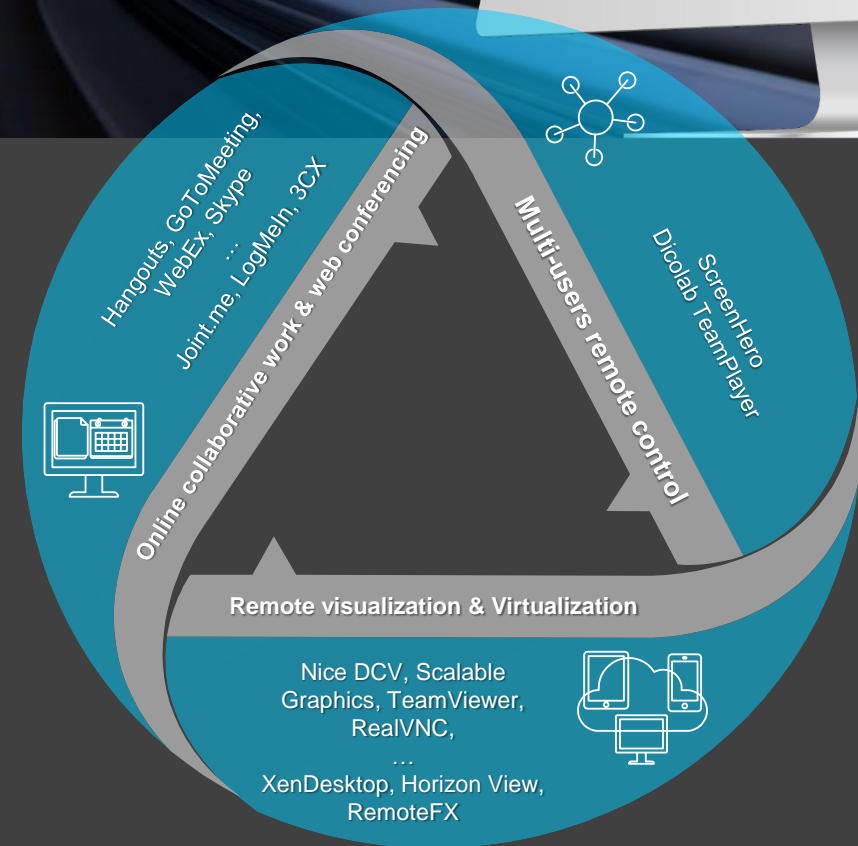 Hangouts, GoToMeeting,
WebEx, Skype
…
Joint.me, LogMeIn, 3CX
Online collaborative work & web conferencing
Multi-users remote control
ScreenHero
Dicolab TeamPlayer
Remote visualization & Virtualization
Nice DCV, Scalable
Graphics, TeamViewer,
RealVNC,
…
XenDesktop, Horizon View,
RemoteFX